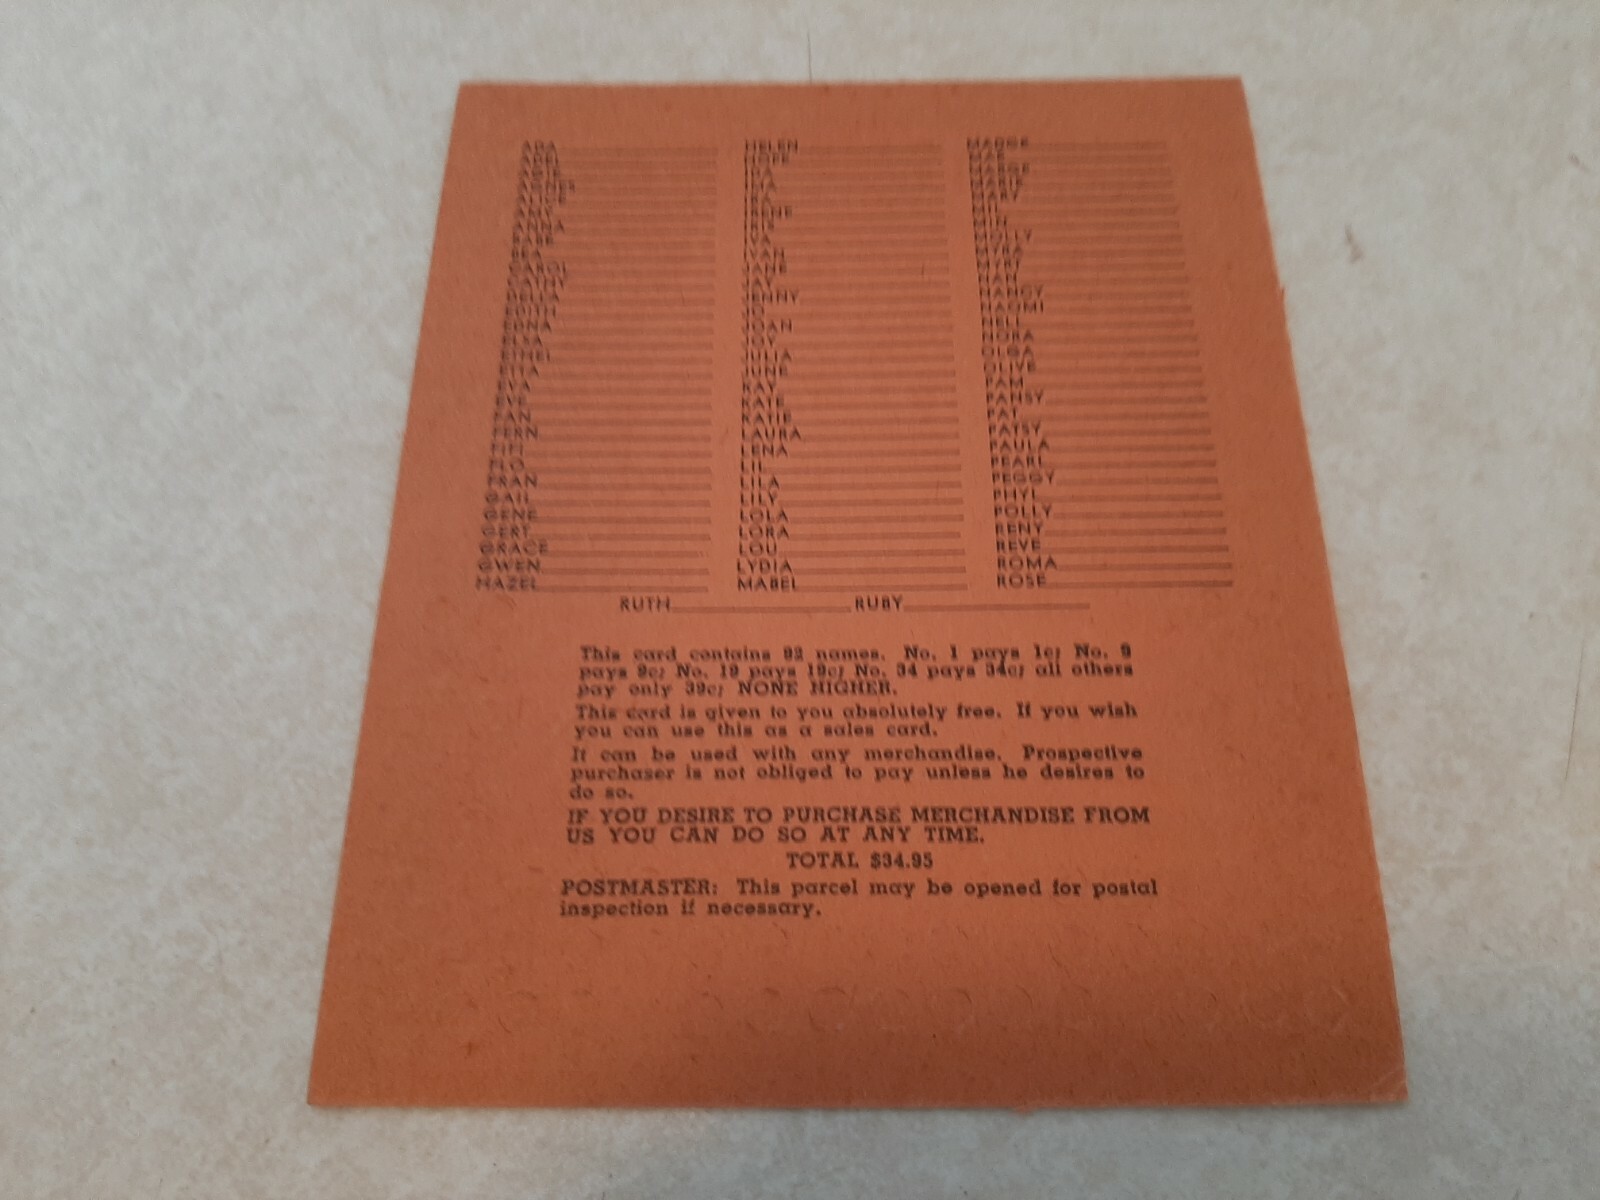 ADA
AGNES
ALICE
AMY
ANNA
BABE
BEA
CAROL
CATHY
DELLA
EDITH
EDNA
ELSA
ETHEL
ETTA
EVA
EVE
FAN
FERN
FIFI
FLO
FRAN
GAIL
GENE
GERT
GRACE
GWEN
HAZEL
HELEN
HOPE
IDA
IMA
IRENE
IRIS
IVA
IVAN
JANE
JAY
JENNY
JO
JOAN
JOY
JULIA
JUNE
KAY
KATE
KATIE
LAURA
LENA
LIL
LILA
LILY
LOLA
LORA
LOU
LYDIA
MABEL
MADGE
MAE
MARGE
MARIE
MARY
MOLLY
MYRA
NAN
NANCY
NAOMI
NELL
NORA
OLGA
OLIVE
PAM
PANSY
PAT
PATSY
PAULA
PEARL
PEGGY
PHYL
POLLY
RENY
REVE
ROMA
ROSE
RUTH RUBY
This card contains 92 names. No. 1 pays 1c; No. 9
pays 9c; No. 19 pays 19c; No. 34 pays 34c; all others
pay only 39c; NONE HIGHER.
This card is given to you absolutely free. If you wish
you can use this as a sales card.
It can be used with any merchandise. Prospective
purchaser is not obliged to pay unless he desires to
do so.
IF YOU DESIRE TO PURCHASE MERCHANDISE FROM
US YOU CAN DO SO AT ANY TIME.
TOTAL $34.95
POSTMASTER: This parcel may be opened for postal
inspection if necessary.